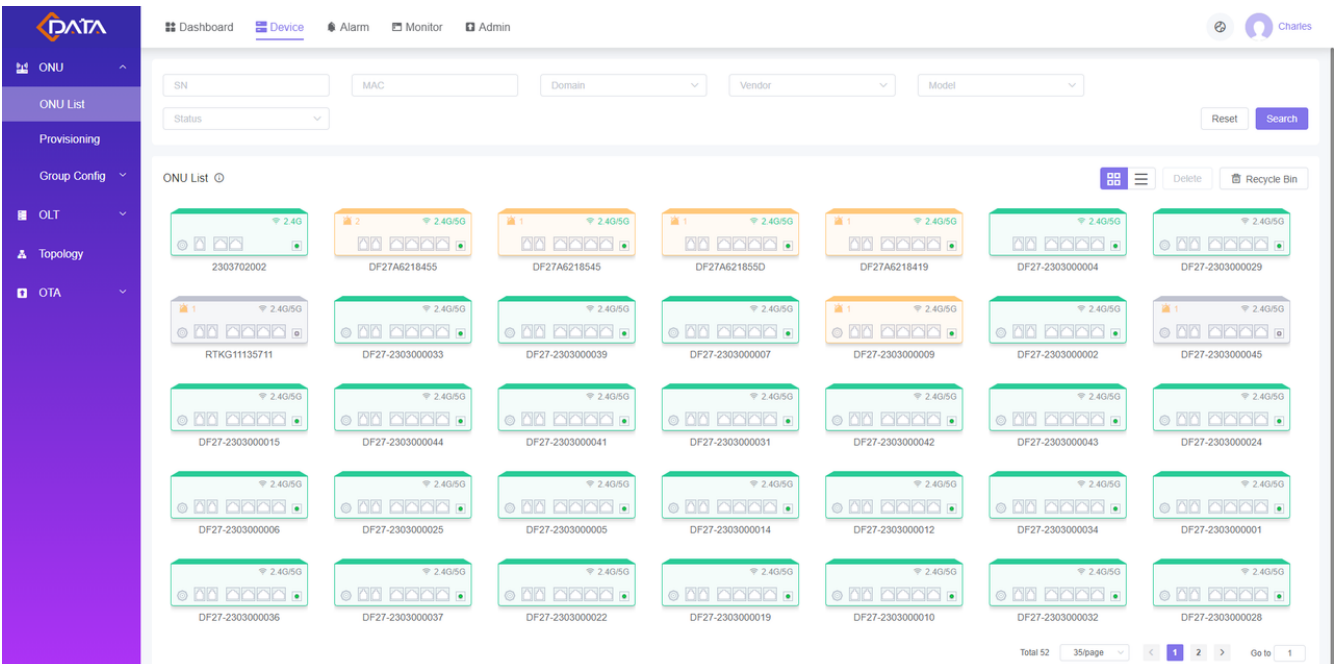 DATA
Dashboard Device Alarm Monitor Admin
Charles
ONU
ONU List
Provisioning
Group Config
OLT
Topology
OTA
SN MAC Domain Vendor Model
Status
Reset Search
ONU List
Delete Recycle Bin
2.4G 2 2.4G/5G 1 2.4G/5G 1 2.4G/5G 1 2.4G/5G 2.4G/5G 2.4G/5G
2303702002 DF27A6218455 DF27A6218545 DF27A621855D DF27A6218419 DF27-2303000004 DF27-2303000029
1 2.4G/5G 2.4G/5G 2.4G/5G 2.4G/5G 1 2.4G/5G 2.4G/5G 1 2.4G/5G
RTKG11135711 DF27-2303000033 DF27-2303000039 DF27-2303000007 DF27-2303000009 DF27-2303000002 DF27-2303000045
2.4G/5G 2.4G/5G 2.4G/5G 2.4G/5G 2.4G/5G 2.4G/5G 2.4G/5G
DF27-2303000015 DF27-2303000044 DF27-2303000041 DF27-2303000031 DF27-2303000042 DF27-2303000043 DF27-2303000024
2.4G/5G 2.4G/5G 2.4G/5G 2.4G/5G 2.4G/5G 2.4G/5G 2.4G/5G
DF27-2303000006 DF27-2303000025 DF27-2303000005 DF27-2303000014 DF27-2303000012 DF27-2303000034 DF27-2303000001
2.4G/5G 2.4G/5G 2.4G/5G 2.4G/5G 2.4G/5G 2.4G/5G 2.4G/5G
DF27-2303000036 DF27-2303000037 DF27-2303000022 DF27-2303000019 DF27-2303000010 DF27-2303000032 DF27-2303000028
Total 52 35/page < 1 2 > Go to 1